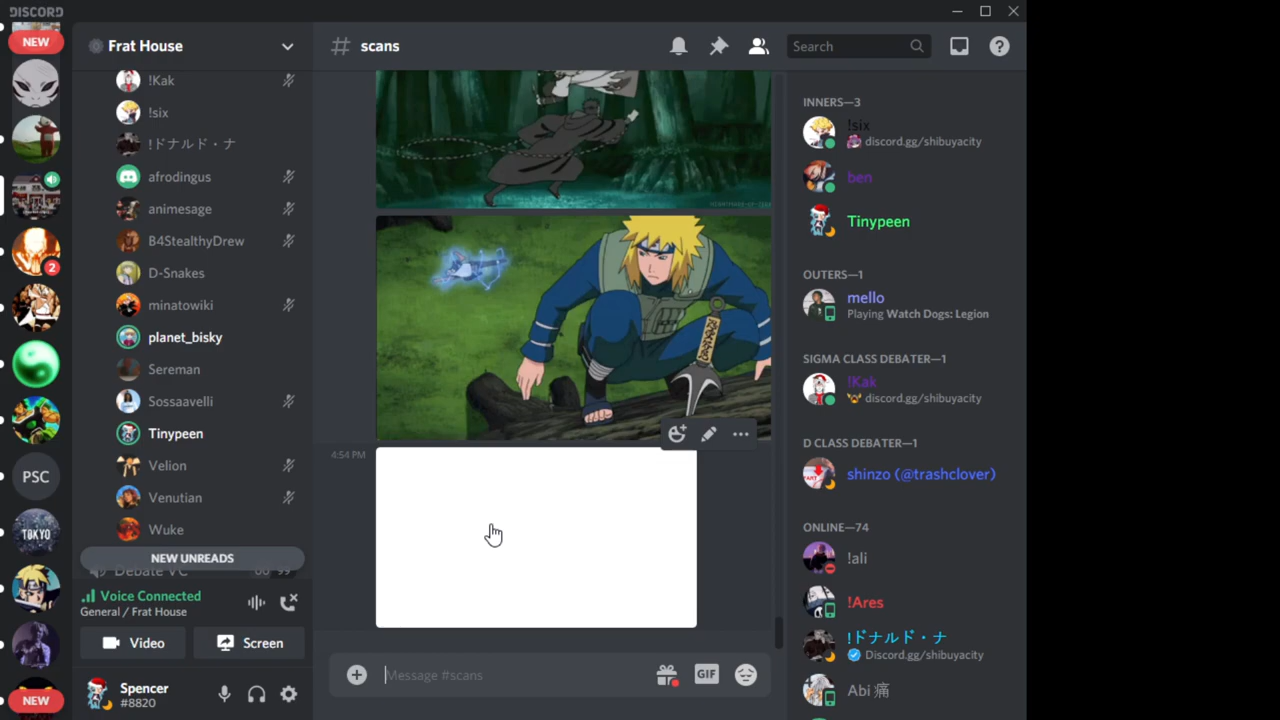 DISCORD
NEW
2
PSC
TOKYO
NEW
Frat House
!Kak
!six
!ドナルド・ナ
afrodingus
animesage
B4StealthyDrew
D-Snakes
minatowiki
planet_bisky
Sereman
Sossaavelli
Tinypeen
Velion
Venutian
Wuke
NEW UNREADS
Debate VC
Voice Connected
General / Frat House
Video
Screen
Spencer
#8820
scans
Search
4:54 PM
Message #scans
GIF
INNERS—3
!six
discord.gg/shibuyacity
ben
Tinypeen
OUTERS—1
mello
Playing Watch Dogs: Legion
SIGMA CLASS DEBATER—1
!Kak
discord.gg/shibuyacity
D CLASS DEBATER—1
shinzo (@trashclover)
ONLINE—74
!ali
!Ares
!ドナルド・ナ
Discord.gg/shibuyacity
Abi 痛